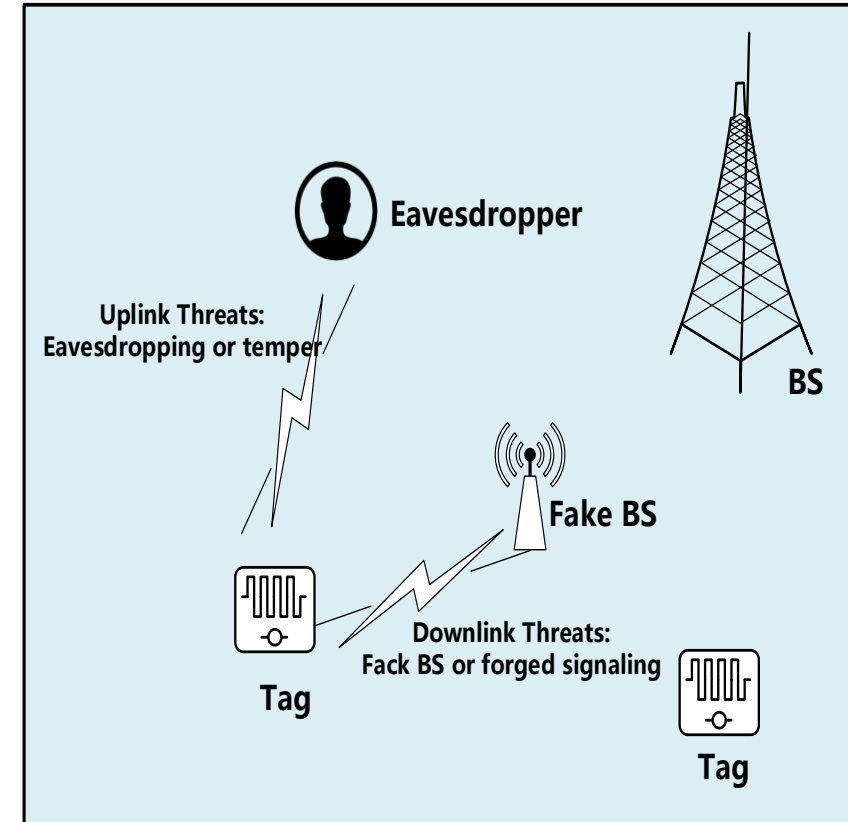 Eavesdropper
Uplink Threats:
Eavesdropping or temper
BS
Fake BS
Downlink Threats:
Fack BS or forged signaling
Tag
Tag